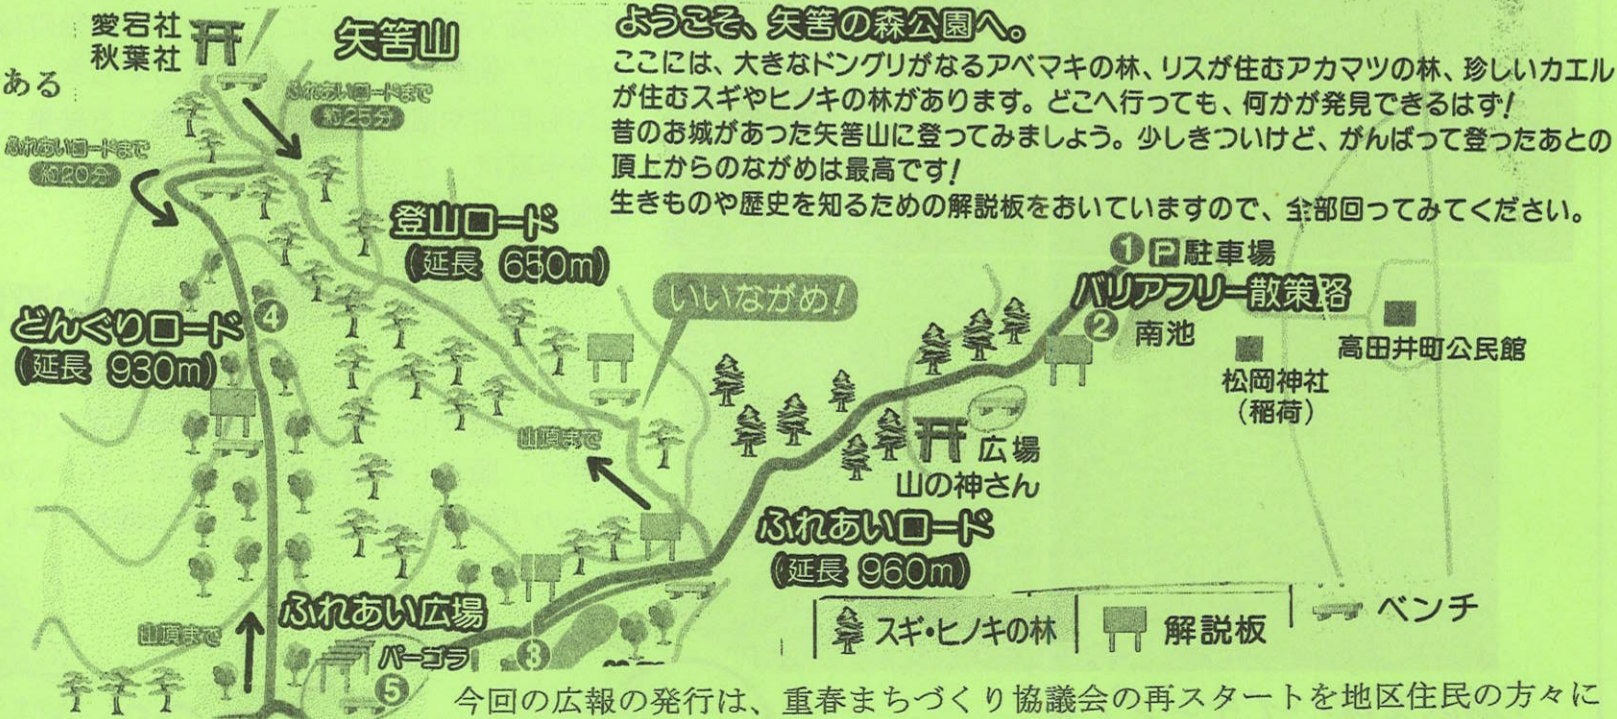 愛宕社
秋葉社
矢筈山
ある
ふれあいロードまで
約25分
ふれあいロードまで
約20分
ようこそ、矢筈の森公園へ。
ここには、大きなドングリがなるアベマキの林、リスが住むアカマツの林、珍しいカエル
が住むスギやヒノキの林があります。どこへ行っても、何かが発見できるはず!
昔のお城があった矢筈山に登ってみましょう。少しきついけど、がんばって登ったあとの
頂上からのながめは最高です!
生きものや歴史を知るための解説板をおいていますので、全部回ってみてください。
登山ロード
(延長 650m)
いいながめ!
① P 駐車場
バリアフリー散策路
② 南池
高田井町公民館
松岡神社
(稲荷)
どんぐりロード ④
(延長 930m)
山頂まで
広場
山の神さん
ふれあいロード
(延長 960m)
ふれあい広場
山頂まで
パーゴラ
③
⑤
スギ・ヒノキの林
解説板
ベンチ
今回の広報の発行は、重春まちづくり協議会の再スタートを地区住民の方々に